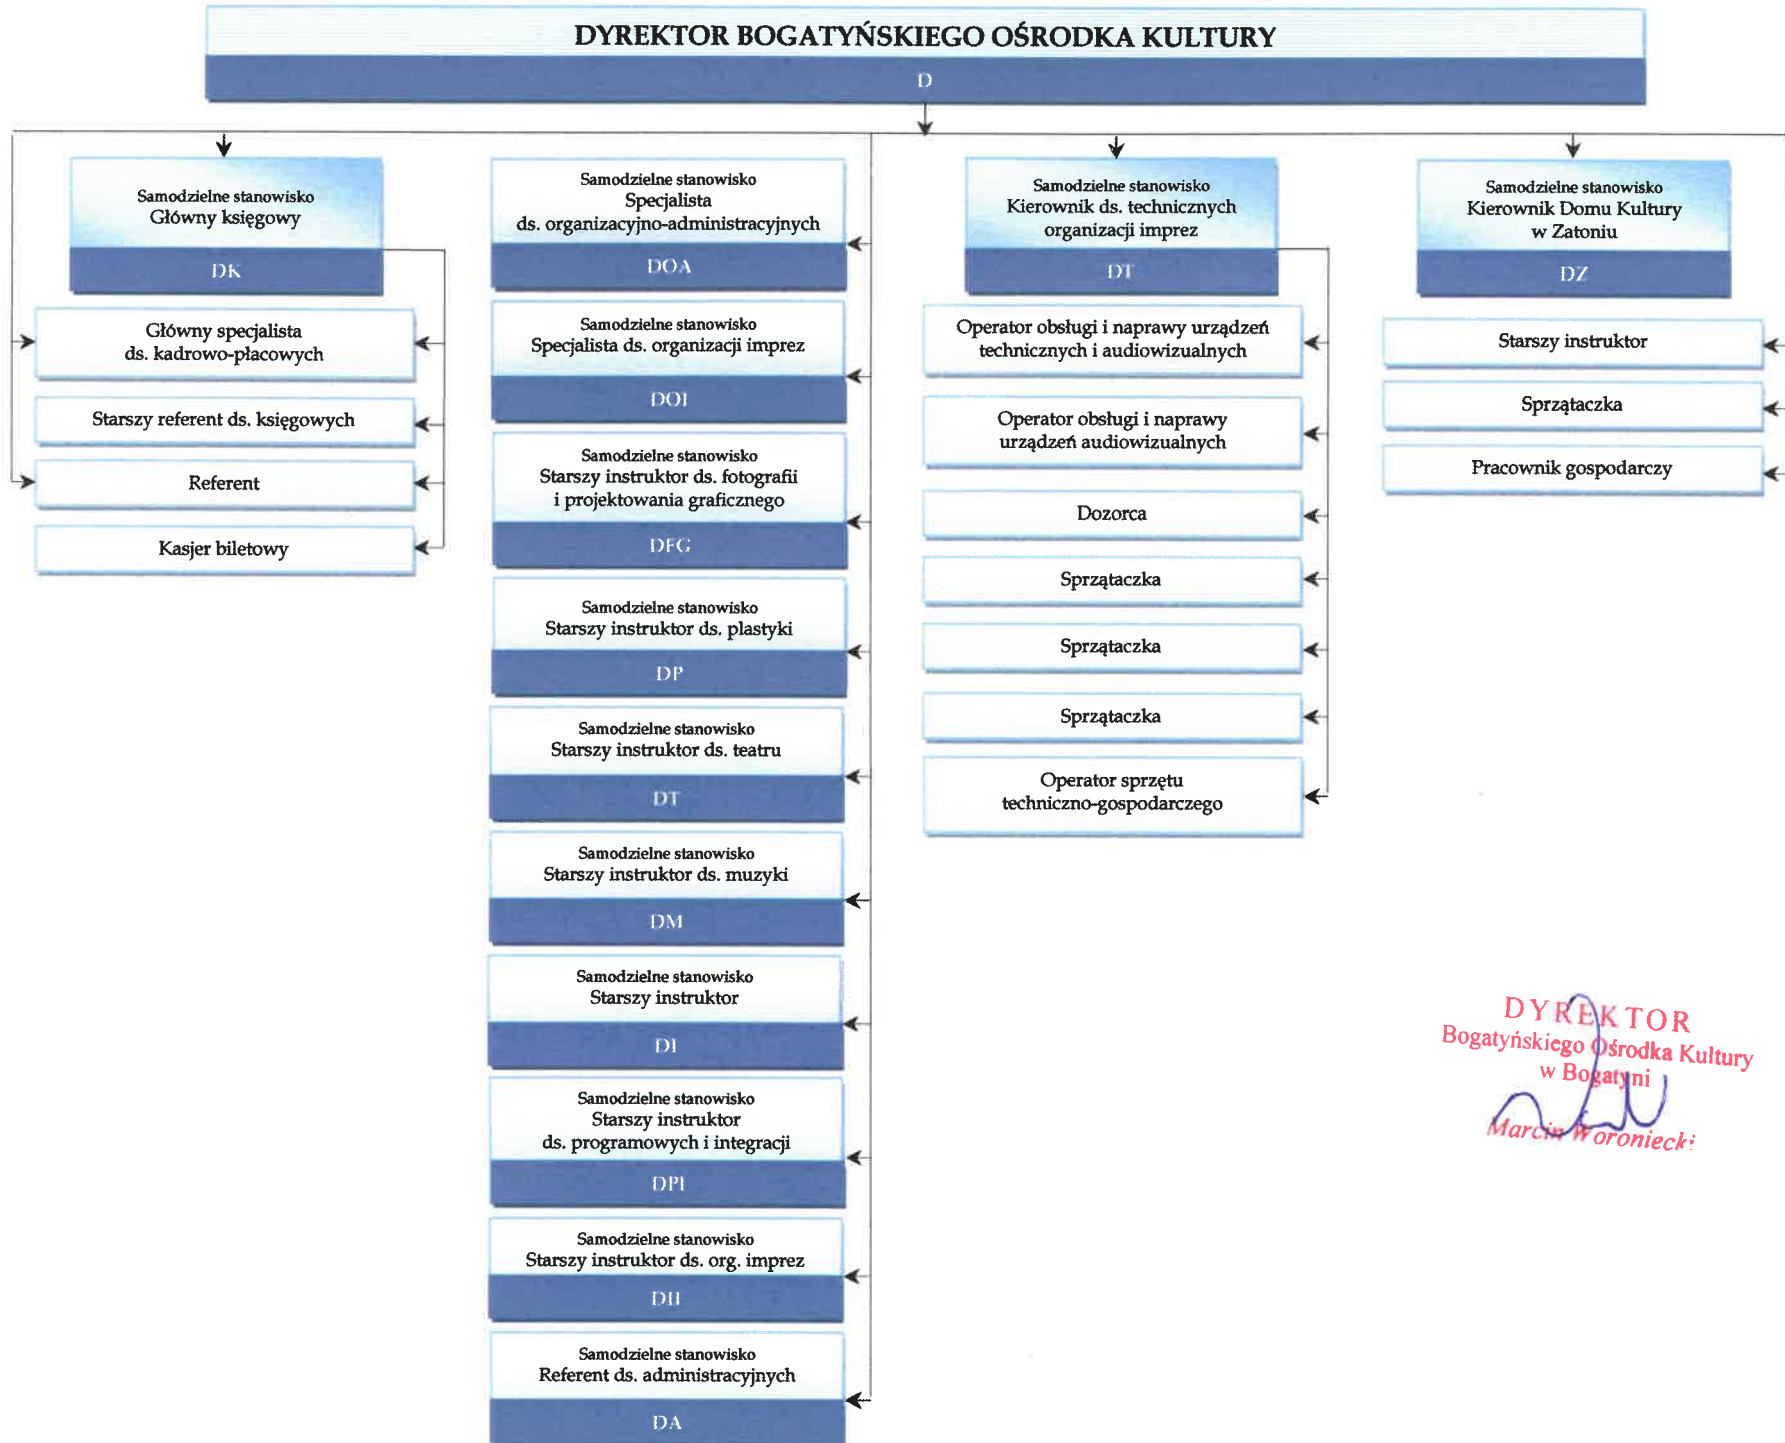 DYREKTOR BOGATYŃSKIEGO OŚRODKA KULTURY
D
Samodzielne stanowisko
Główny księgowy
DK
Główny specjalista
ds. kadrowo-płacowych
Starszy referent ds. księgowych
Referent
Kasjer biletowy
Samodzielne stanowisko
Specjalista
ds. organizacyjno-administracyjnych
DOA
Samodzielne stanowisko
Specjalista ds. organizacji imprez
DOI
Samodzielne stanowisko
Starszy instruktor ds. fotografii
i projektowania graficznego
DFG
Samodzielne stanowisko
Starszy instruktor ds. plastyki
DP
Samodzielne stanowisko
Starszy instruktor ds. teatru
DT
Samodzielne stanowisko
Starszy instruktor ds. muzyki
DM
Samodzielne stanowisko
Starszy instruktor
DI
Samodzielne stanowisko
Starszy instruktor
ds. programowych i integracji
DPI
Samodzielne stanowisko
Starszy instruktor ds. org. imprez
DII
Samodzielne stanowisko
Referent ds. administracyjnych
DA
Samodzielne stanowisko
Kierownik ds. technicznych
organizacji imprez
DT
Operator obsługi i naprawy urządzeń
technicznych i audiowizualnych
Operator obsługi i naprawy
urządzeń audiowizualnych
Dozorca
Sprzątaczka
Sprzątaczka
Sprzątaczka
Operator sprzętu
techniczno-gospodarczego
Samodzielne stanowisko
Kierownik Domu Kultury
w Zatoniu
DZ
Starszy instruktor
Sprzątaczka
Pracownik gospodarczy
DYREKTOR
Bogatyńskiego Ośrodka Kultury
w Bogatyni
Marcin Woroniecki